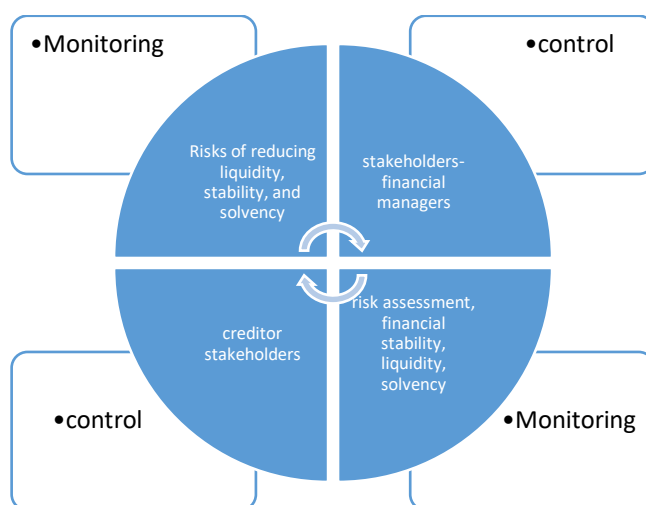 •Monitoring
•control
Risks of reducing
liquidity,
stability, and
solvency
stakeholders-
financial
managers
creditor
stakeholders
risk assessment,
financial
stability,
liquidity,
solvency
•control
•Monitoring